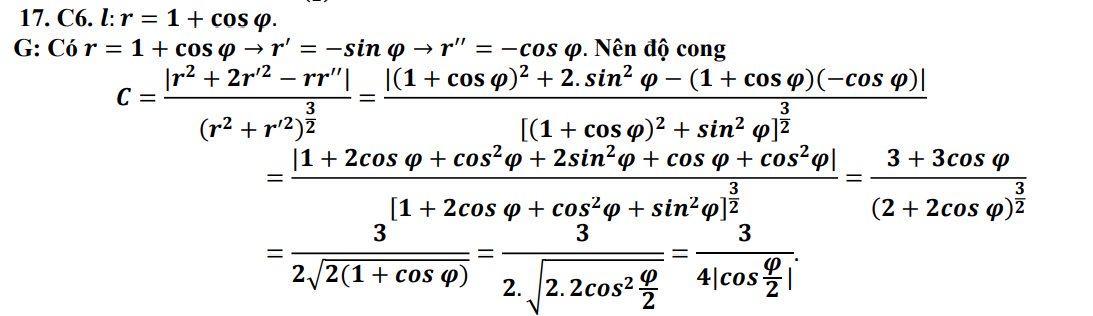 17. C6. l: r = 1 + cos φ.
G: Có r = 1 + cos φ → r′ = −sin φ → r′′ = −cos φ. Nên độ cong
C = |r² + 2r′² − rr′′| / (r² + r′²)^(3/2) = |(1 + cos φ)² + 2. sin² φ − (1 + cos φ)(−cos φ)| / [(1 + cos φ)² + sin² φ]^(3/2)
= |1 + 2cos φ + cos²φ + 2sin²φ + cos φ + cos²φ| / [1 + 2cos φ + cos²φ + sin²φ]^(3/2) = (3 + 3cos φ) / (2 + 2cos φ)^(3/2)
= 3 / (2√(2(1 + cos φ))) = 3 / (2. √(2. 2cos² φ/2)) = 3 / (4|cos φ/2|).